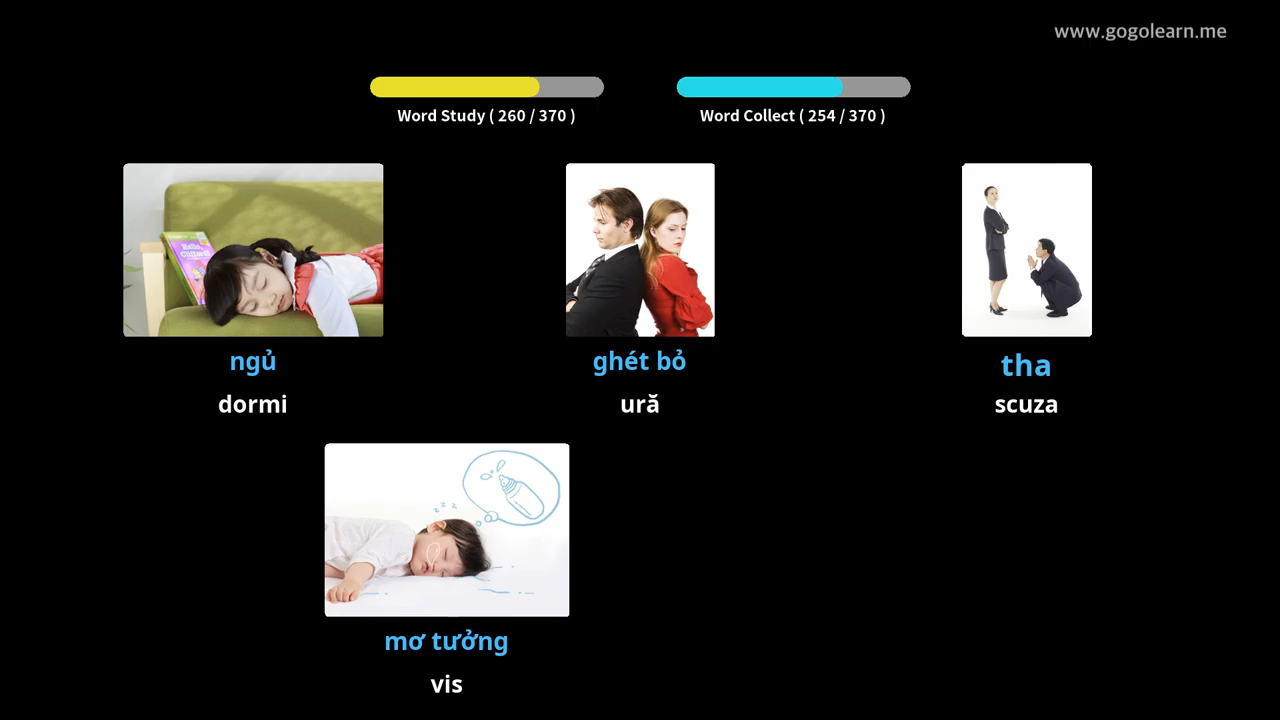 www.gogolearn.me
Word Study ( 260 / 370 )
Word Collect ( 254 / 370 )
Hello,
ngủ
ghét bỏ
tha
dormi
ură
scuza
z z z
mơ tưởng
vis